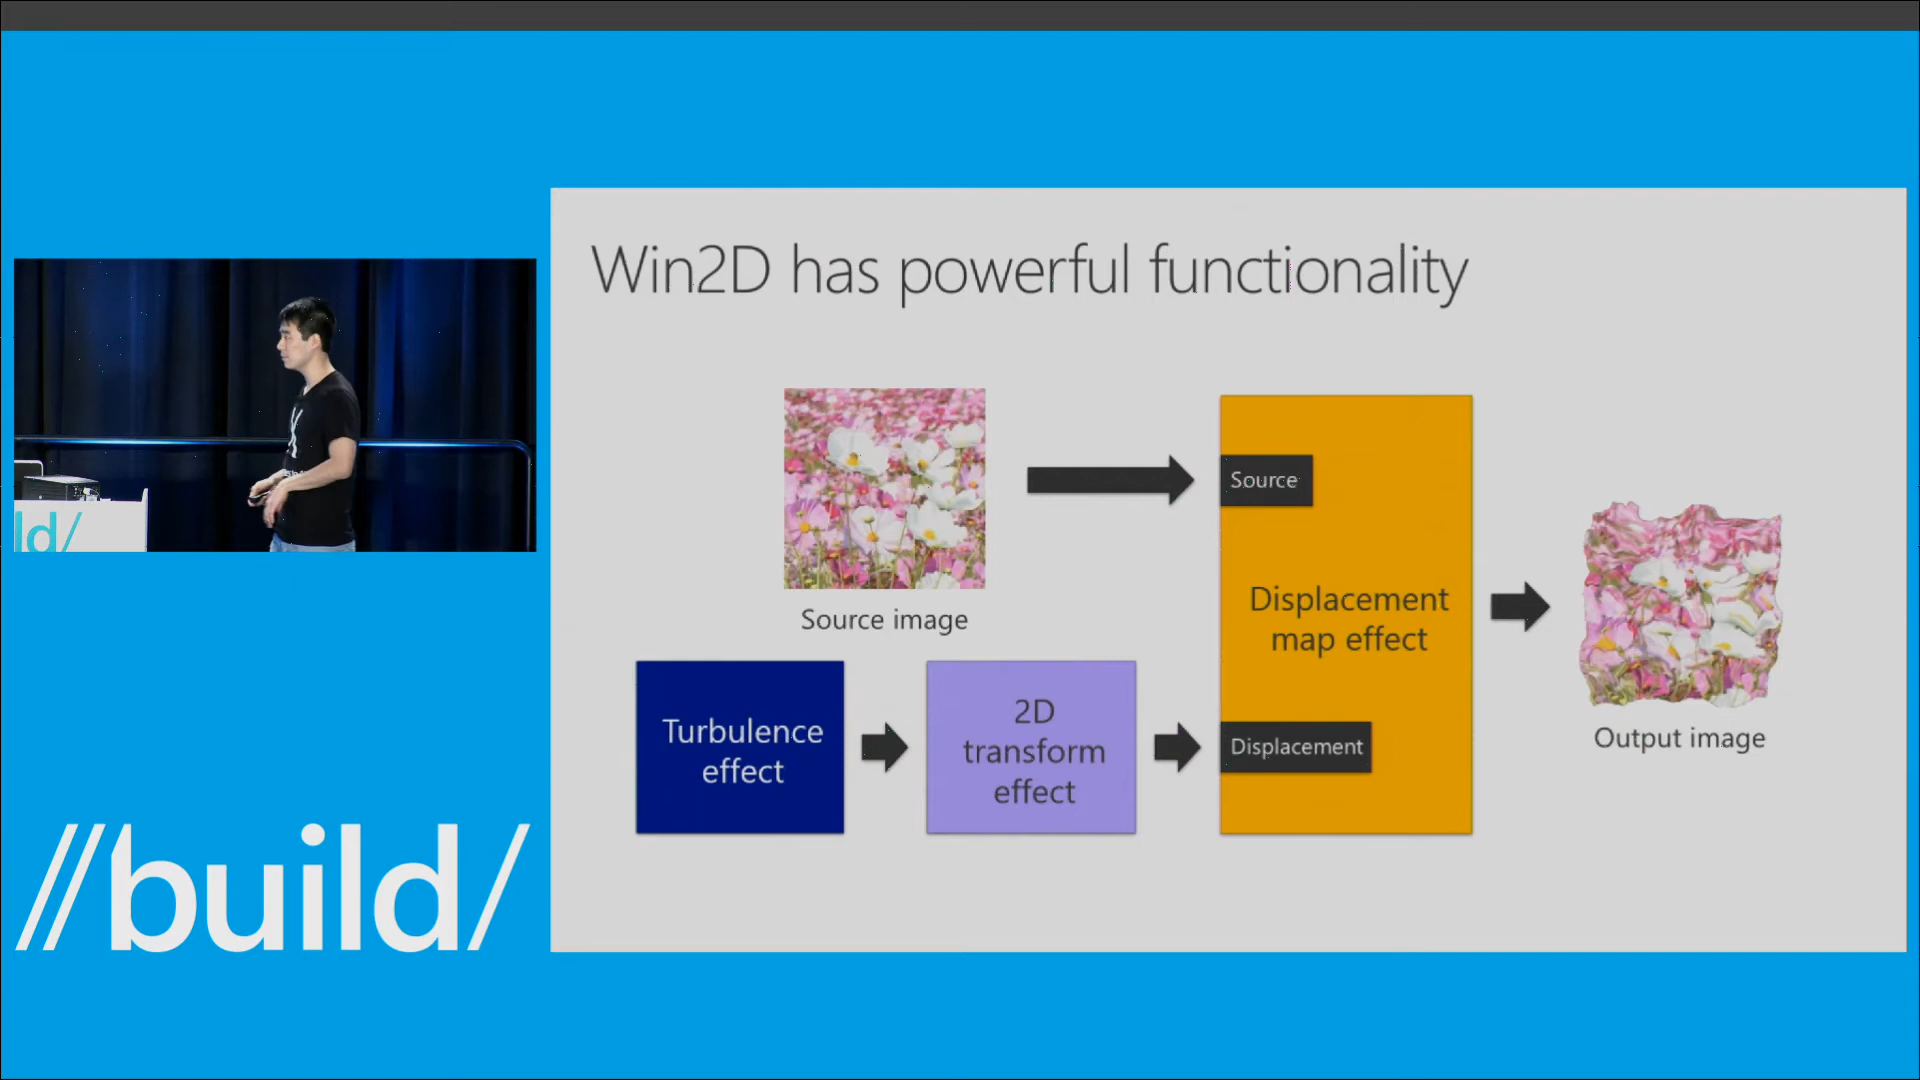 Win2D has powerful functionality
Source
Source image
Displacement
map effect
Turbulence
effect
2D
transform
effect
Displacement
Output image
ld/
//build/